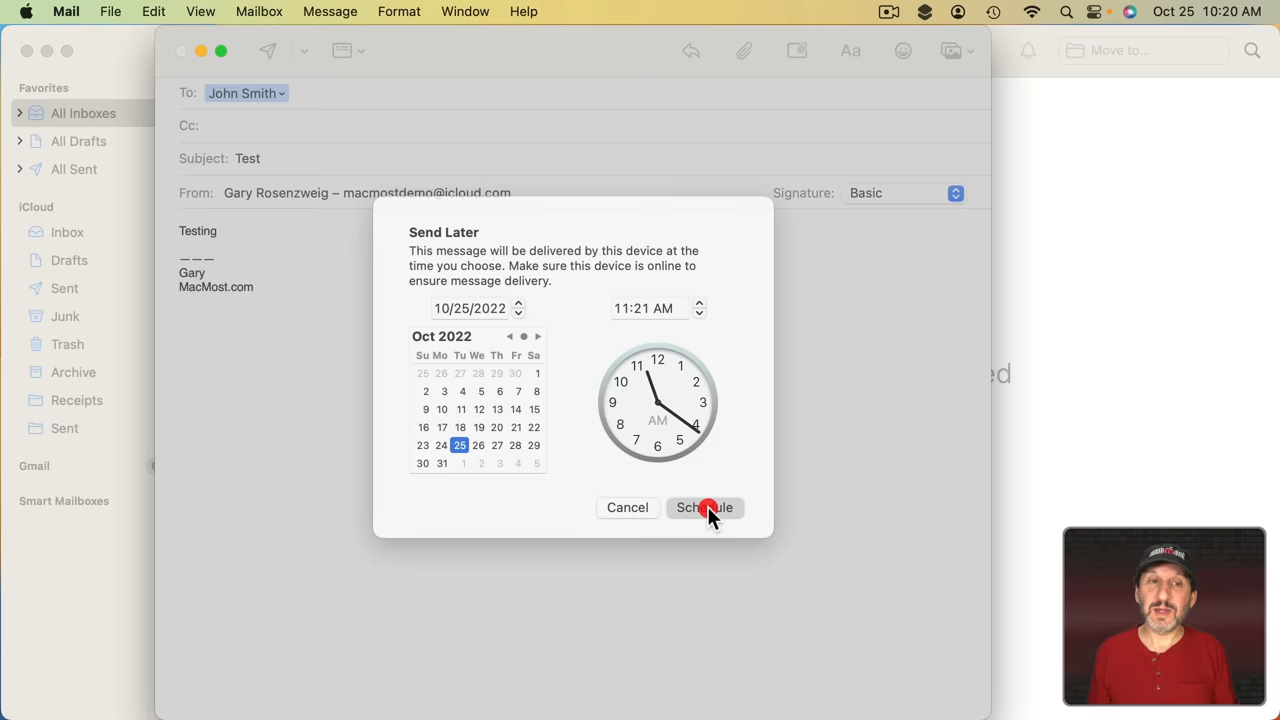 Mail File Edit View Mailbox Message Format Window Help Oct 25 10:20 AM
Aa
Move to...
Favorites
All Inboxes
All Drafts
All Sent
iCloud
Inbox
Drafts
Sent
Junk
Trash
Archive
Receipts
Sent
Gmail
Smart Mailboxes
To: John Smith
Cc:
Subject: Test
From: Gary Rosenzweig – macmostdemo@icloud.com
Signature: Basic
Testing
———
Gary
MacMost.com
Send Later
This message will be delivered by this device at the
time you choose. Make sure this device is online to
ensure message delivery.
10/25/2022 11:21 AM
Oct 2022
Su Mo Tu We Th Fr Sa
25 26 27 28 29 30 1
2 3 4 5 6 7 8
9 10 11 12 13 14 15
16 17 18 19 20 21 22
23 24 25 26 27 28 29
30 31 1 2 3 4 5
12 1 2 3 4 5 6 7 8 9 10 11
AM
Cancel Schedule
ed